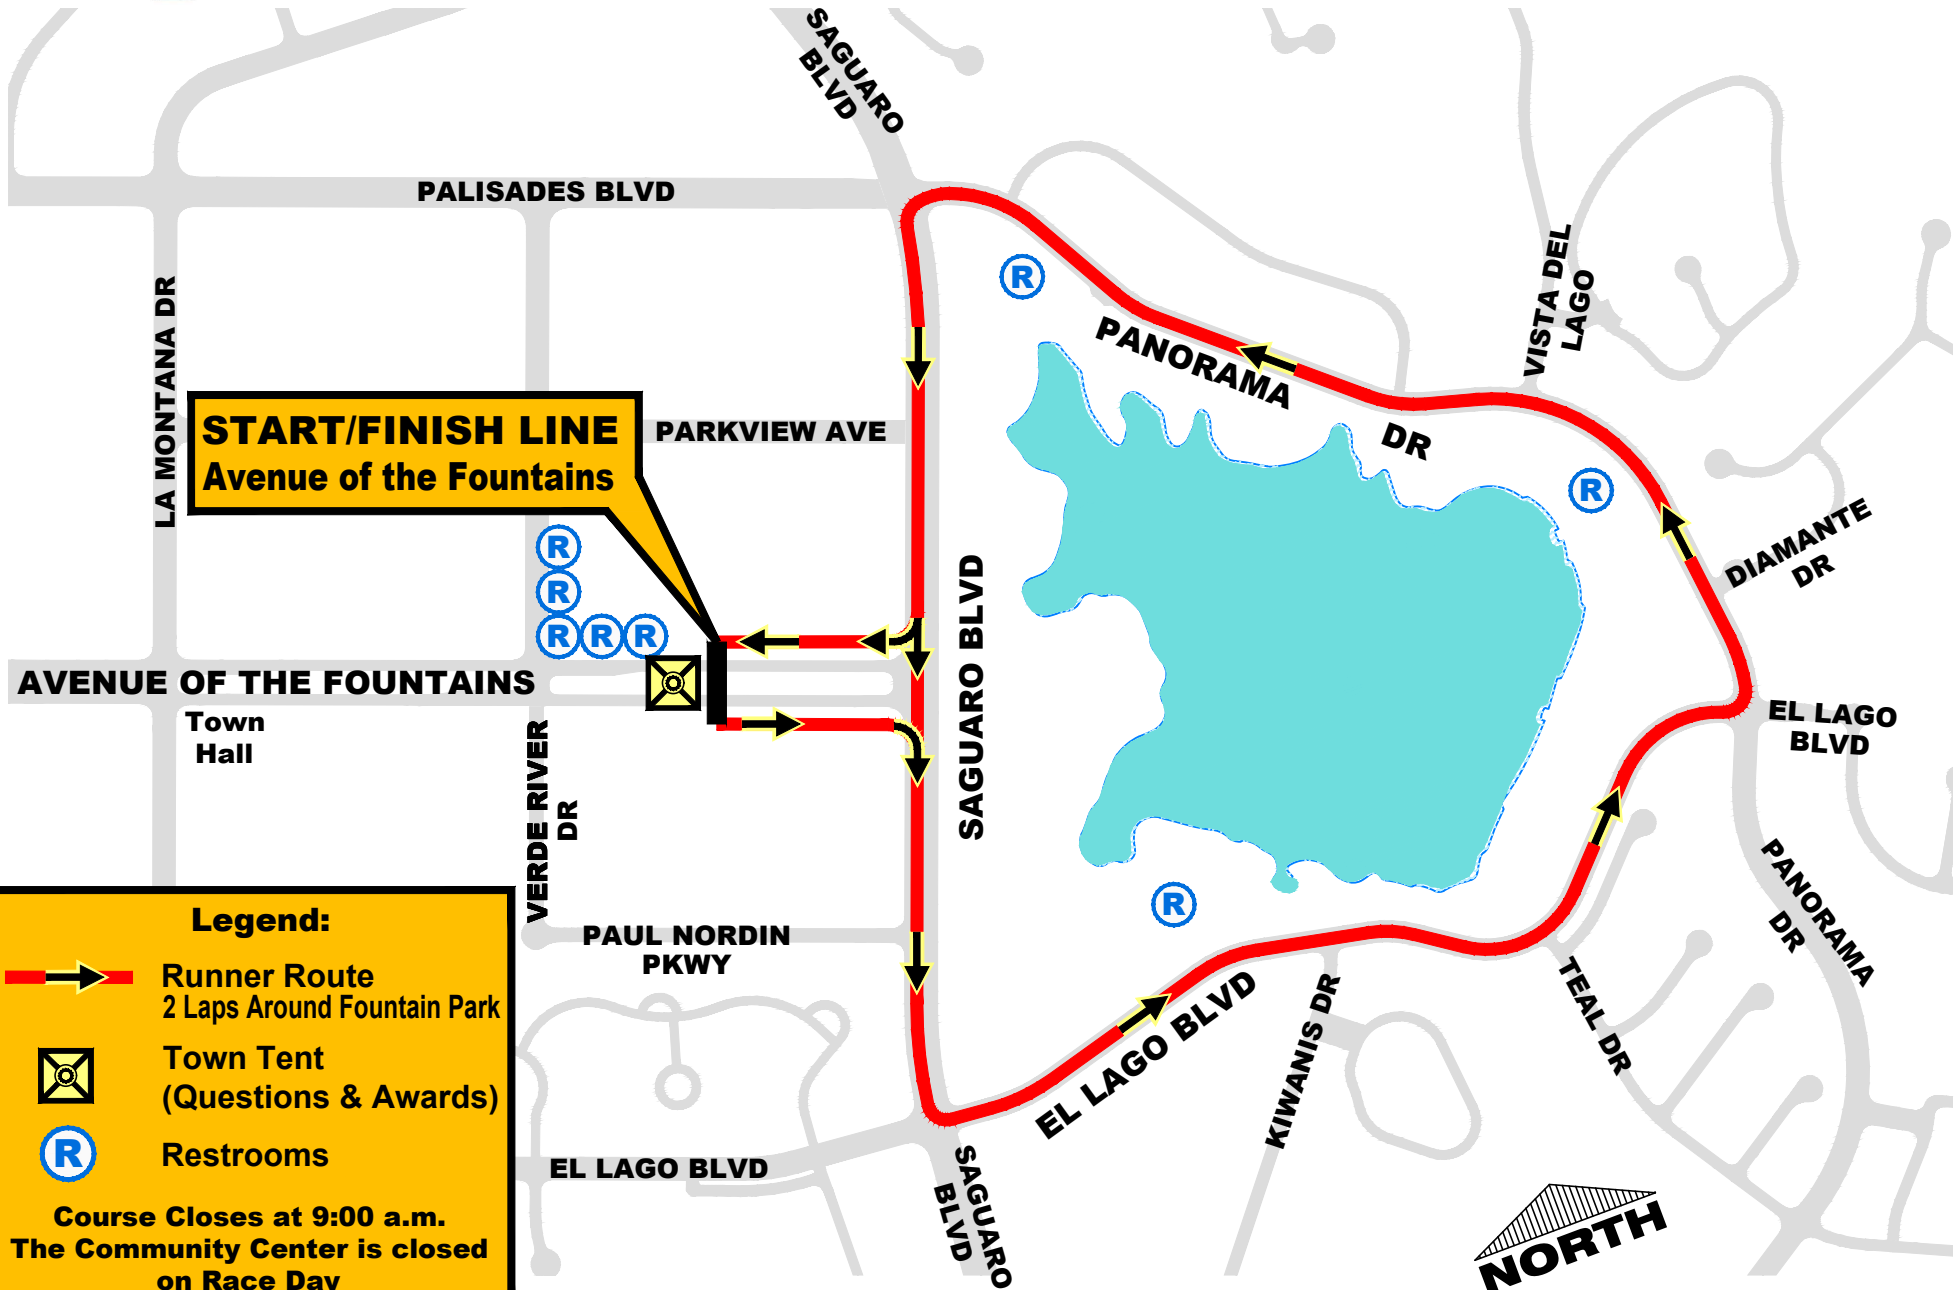 SAGUARO
BLVD
PALISADES BLVD
LA MONTANA DR
VISTA DEL
LAGO
PANORAMA
DR
START/FINISH LINE
Avenue of the Fountains
PARKVIEW AVE
R
R
R
DIAMANTE
DR
R
R
R R R
SAGUARO BLVD
AVENUE OF THE FOUNTAINS
Town
Hall
EL LAGO
BLVD
VERDE RIVER
DR
PANORAMA
DR
PAUL NORDIN
PKWY
EL LAGO BLVD
KIWANIS DR
TEAL DR
EL LAGO BLVD
SAGUARO
BLVD
NORTH
Legend:
Runner Route
2 Laps Around Fountain Park
Town Tent
(Questions & Awards)
R
Restrooms
Course Closes at 9:00 a.m.
The Community Center is closed
on Race Day